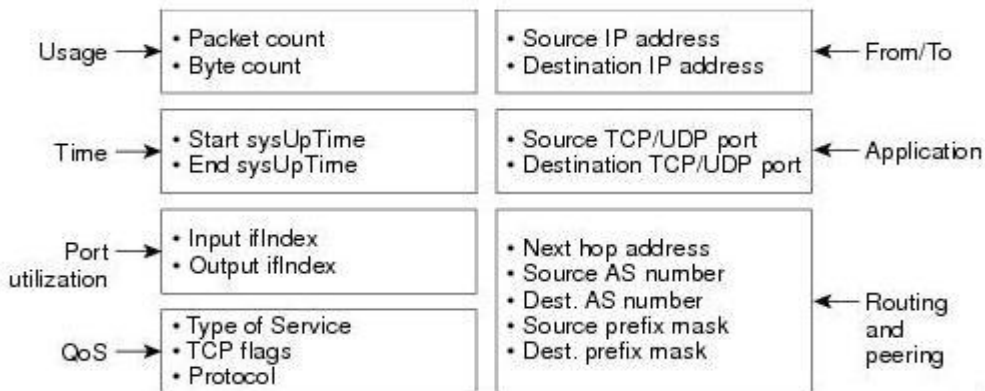 Usage
• Packet count
• Byte count
• Source IP address
• Destination IP address
From/To
Time
• Start sysUpTime
• End sysUpTime
• Source TCP/UDP port
• Destination TCP/UDP port
Application
Port
utilization
• Input ifIndex
• Output ifIndex
QoS
• Type of Service
• TCP flags
• Protocol
• Next hop address
• Source AS number
• Dest. AS number
• Source prefix mask
• Dest. prefix mask
Routing
and
peering